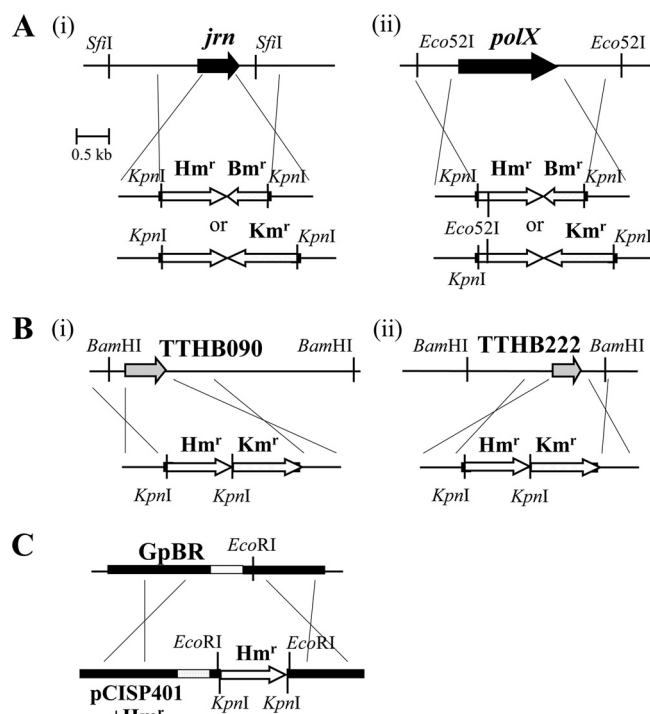 A (i) jrn (ii) polX
SfiI SfiI Eco52I Eco52I
0.5 kb
KpnI Hmʳ Bmʳ KpnI KpnI Hmʳ Bmʳ KpnI
or Eco52I or
KpnI Kmʳ KpnI KpnI Kmʳ KpnI
B (i) TTHB090 (ii) TTHB222
BamHI BamHI BamHI BamHI
Hmʳ Kmʳ Hmʳ Kmʳ
KpnI KpnI KpnI KpnI
C
GpBR EcoRI
EcoRI Hmʳ EcoRI
pCISP401 KpnI KpnI
+Hmʳ